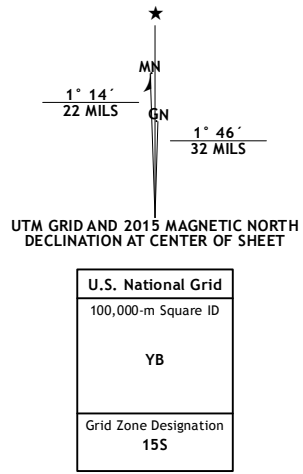 MN
1° 14´
22 MILS
GN
1° 46´
32 MILS
UTM GRID AND 2015 MAGNETIC NORTH
DECLINATION AT CENTER OF SHEET
U.S. National Grid
100,000-m Square ID
YB
Grid Zone Designation
15S